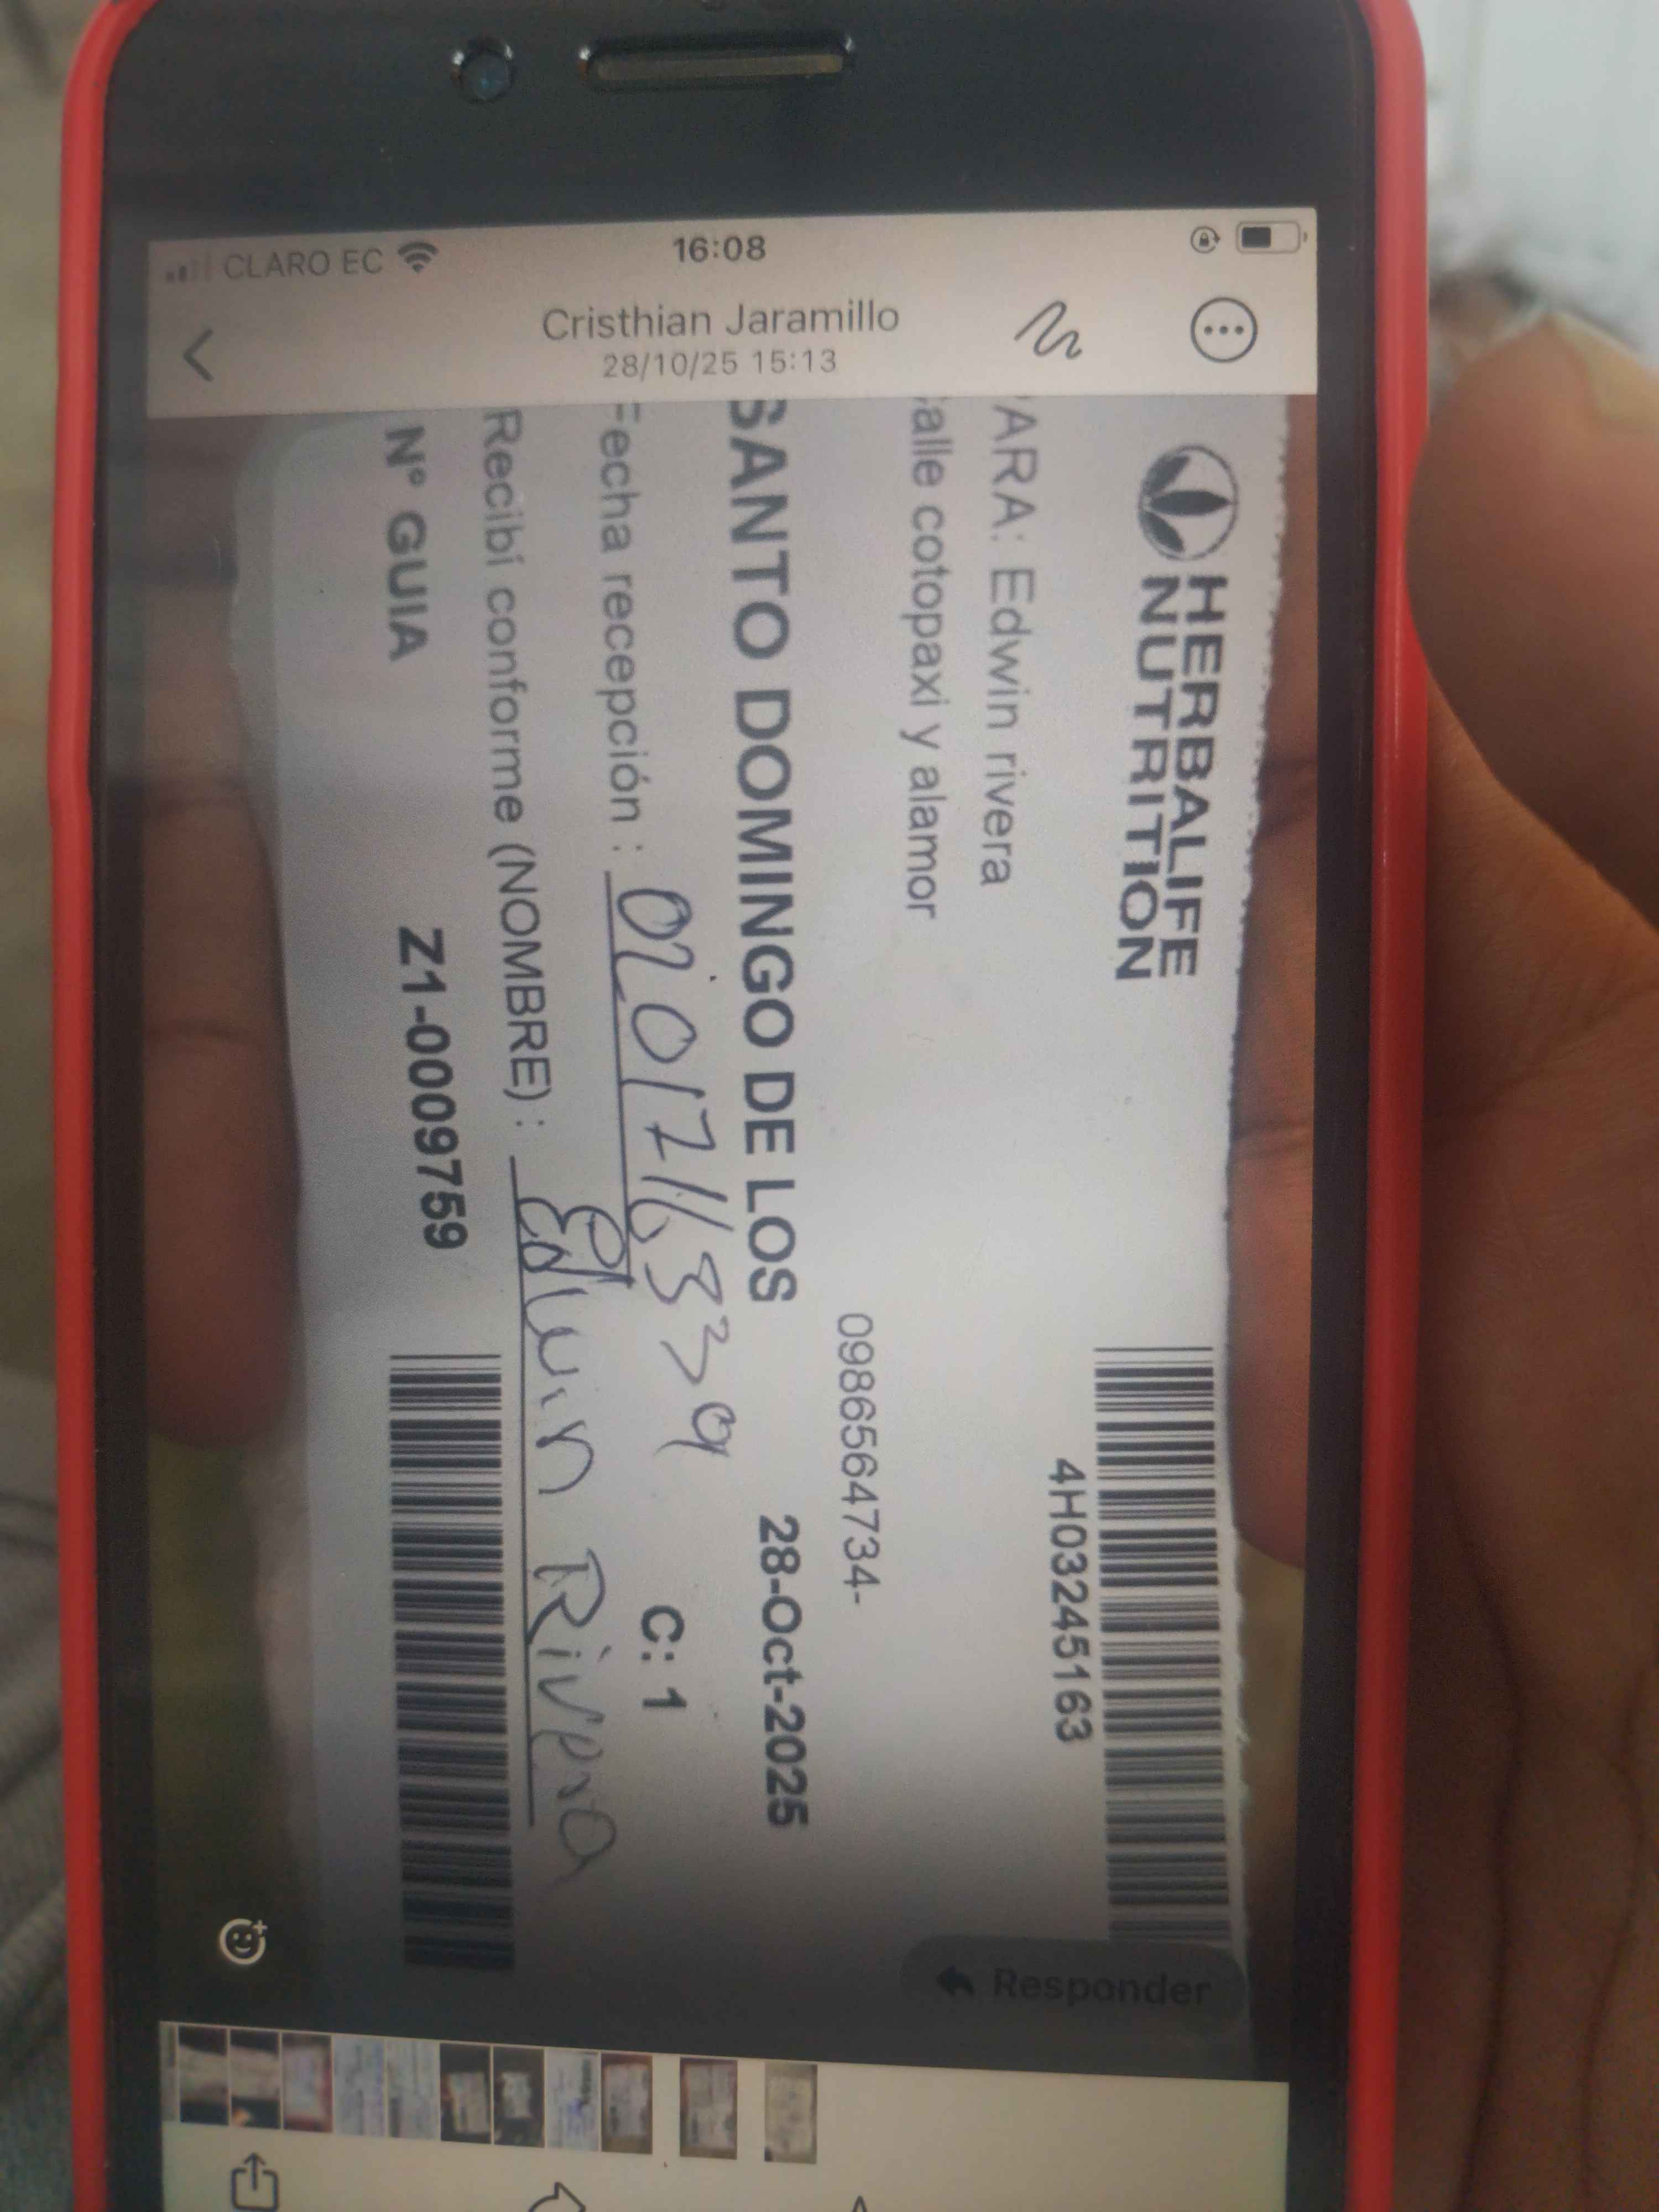 CLARO EC 16:08
Cristhian Jaramillo
28/10/25 15:13
HERBALIFE
NUTRITION
4H03245163
ARA: Edwin rivera
alle cotopaxi y alamor
0986564734-
SANTO DOMINGO DE LOS 28-Oct-2025
Fecha recepción : C: 1
Recibí conforme (NOMBRE) : Edwin Rivera
N° GUIA Z1-0009759
Responder